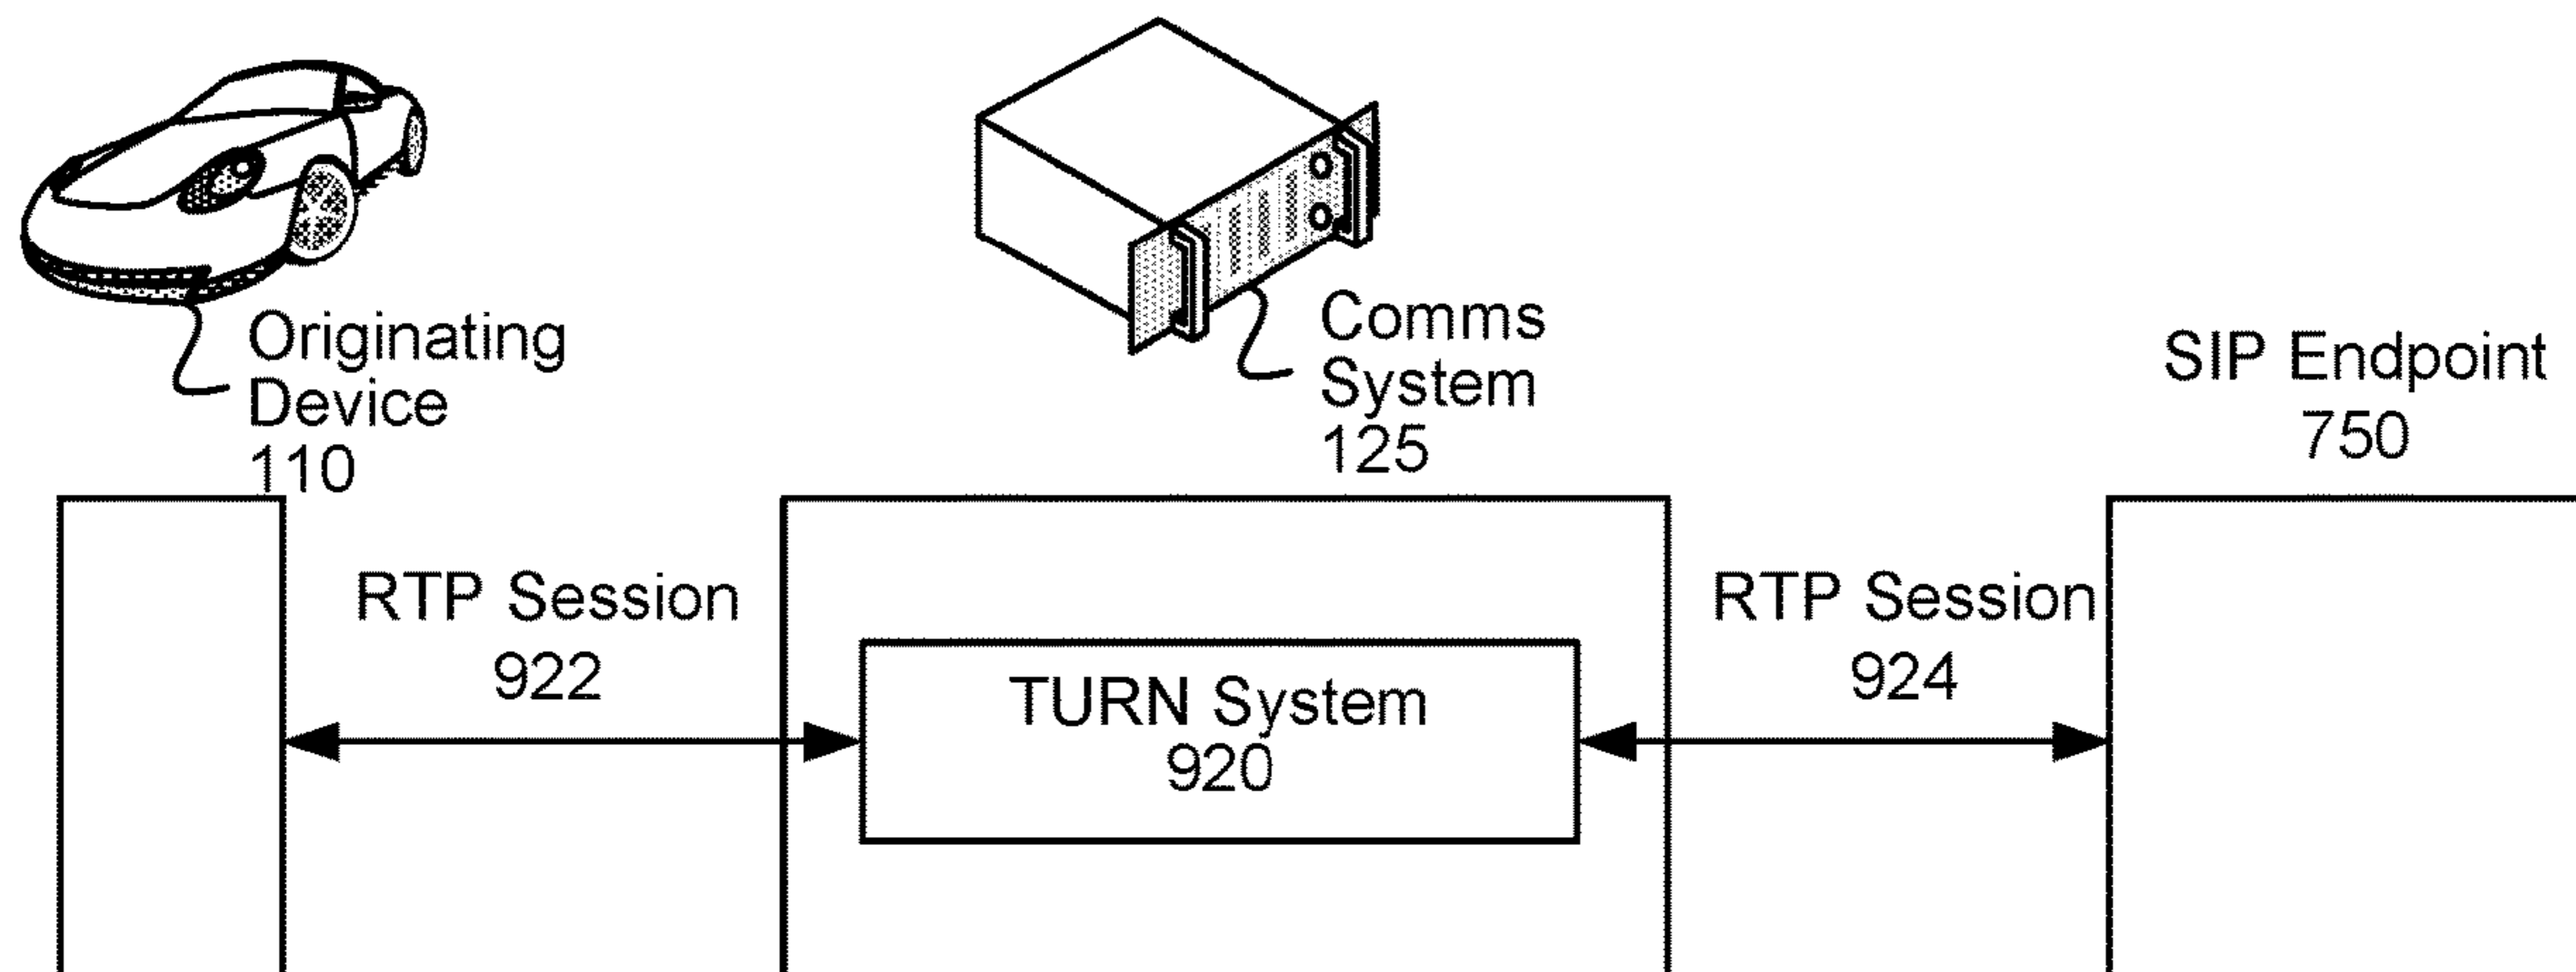 Originating
Device
110
Comms
System
125
SIP Endpoint
750
RTP Session
922
TURN System
920
RTP Session
924